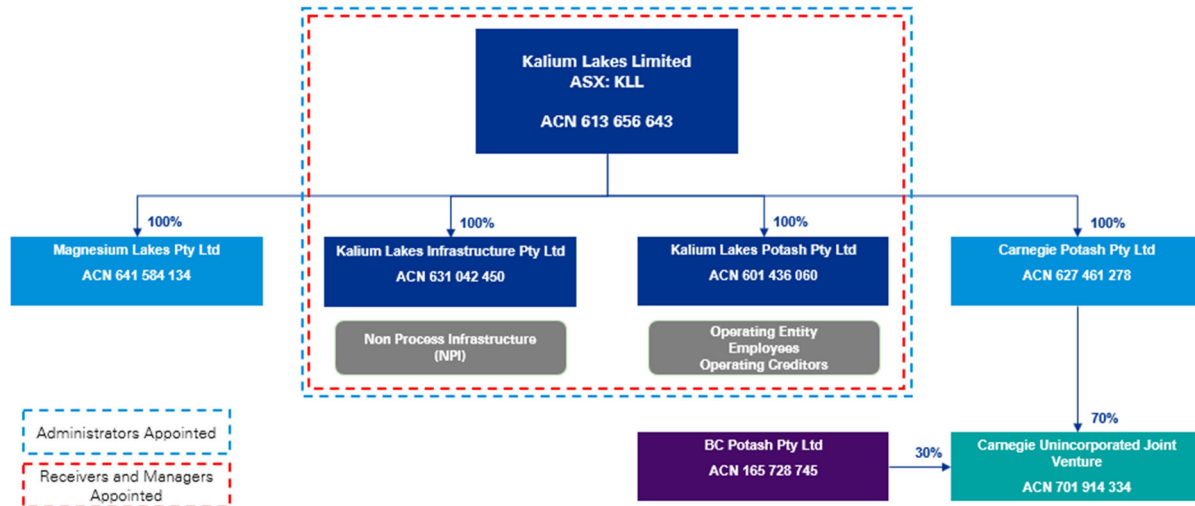 Kalium Lakes Limited
ASX: KLL
ACN 613 656 643
100%
100%
100%
100%
Magnesium Lakes Pty Ltd
ACN 641 584 134
Kalium Lakes Infrastructure Pty Ltd
ACN 631 042 450
Kalium Lakes Potash Pty Ltd
ACN 601 436 060
Carnegie Potash Pty Ltd
ACN 627 461 278
Non Process Infrastructure
(NPI)
Operating Entity
Employees
Operating Creditors
Administrators Appointed
Receivers and Managers
Appointed
BC Potash Pty Ltd
ACN 165 728 745
30%
70%
Carnegie Unincorporated Joint
Venture
ACN 701 914 334